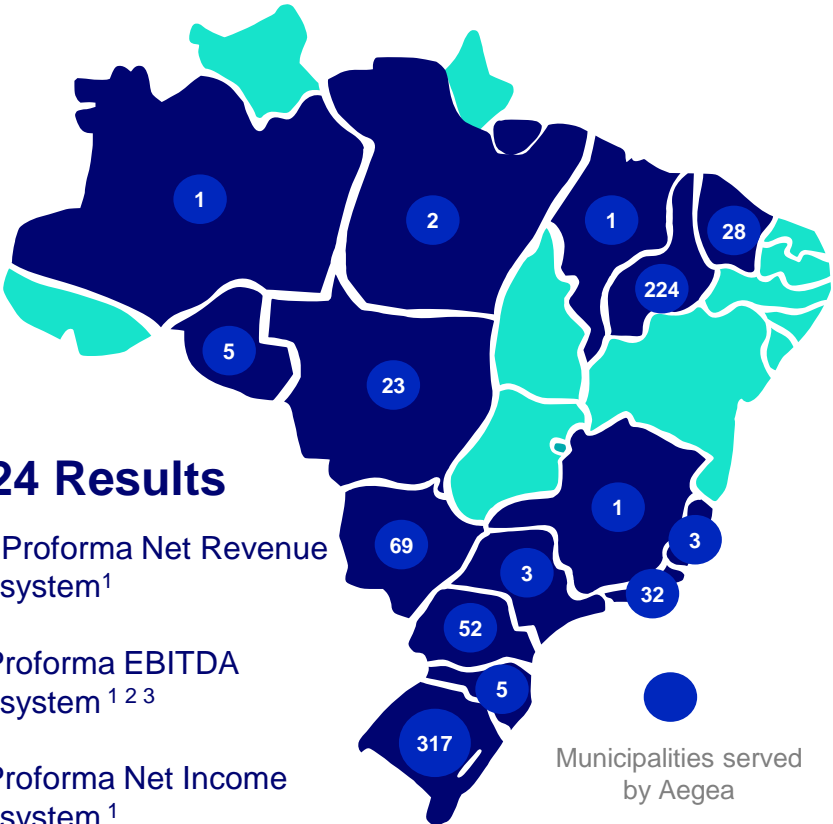 1
2
1
28
224
5
23
1
69
3
3
32
52
5
317
24 Results
Proforma Net Revenue
system¹
Proforma EBITDA
system ¹ ² ³
Proforma Net Income
system ¹
Municipalities served
by Aegea